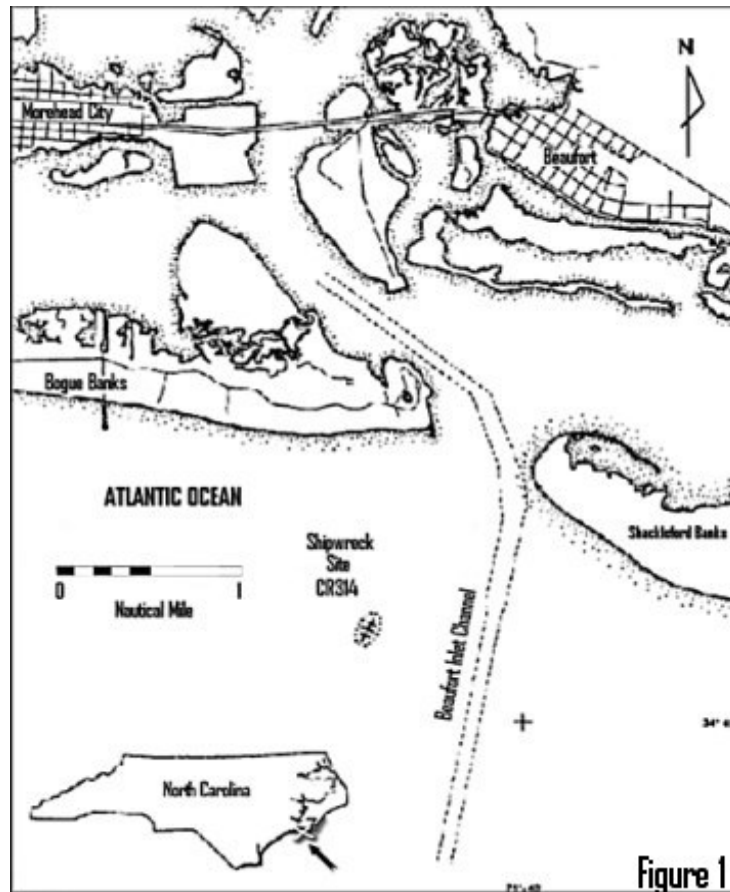 N
Morehead City
Beaufort
Bogue Banks
ATLANTIC OCEAN
Shackleford Banks
Shipwreck
Site
CR314
0 1
Nautical Mile
Beaufort Inlet Channel
34°
North Carolina
Figure 1